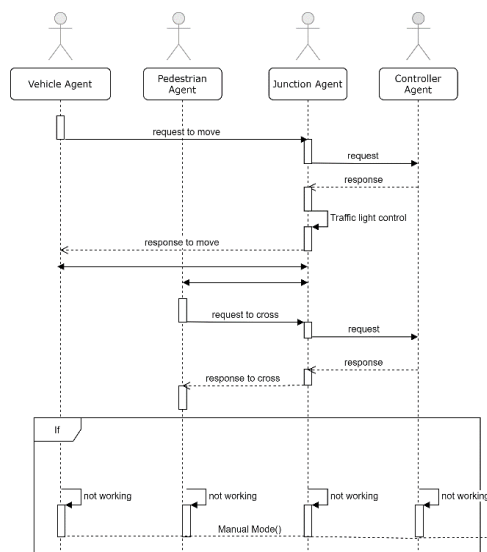 Vehicle Agent
Pedestrian
Agent
Junction Agent
Controller
Agent
request to move
request
response
Traffic light control
response to move
request to cross
request
response
response to cross
If
not working
not working
not working
not working
Manual Mode()